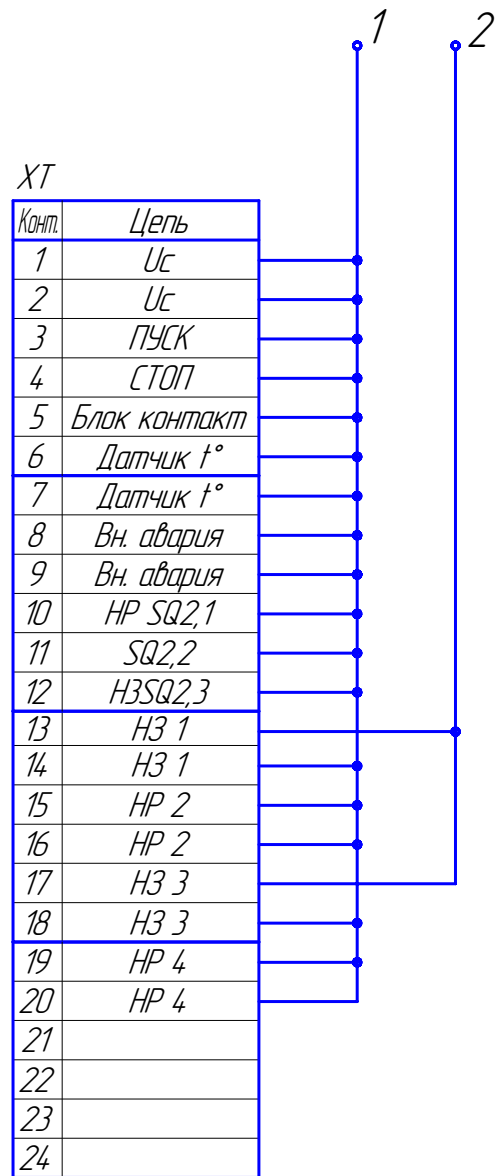 1 2
XT
Конт. Цепь
1 Uc
2 Uc
3 ПУСК
4 СТОП
5 Блок контакт
6 Датчик t°
7 Датчик t°
8 Вн. авария
9 Вн. авария
10 НР SQ2,1
11 SQ2,2
12 НЗSQ2,3
13 НЗ 1
14 НЗ 1
15 НР 2
16 НР 2
17 НЗ 3
18 НЗ 3
19 НР 4
20 НР 4
21
22
23
24